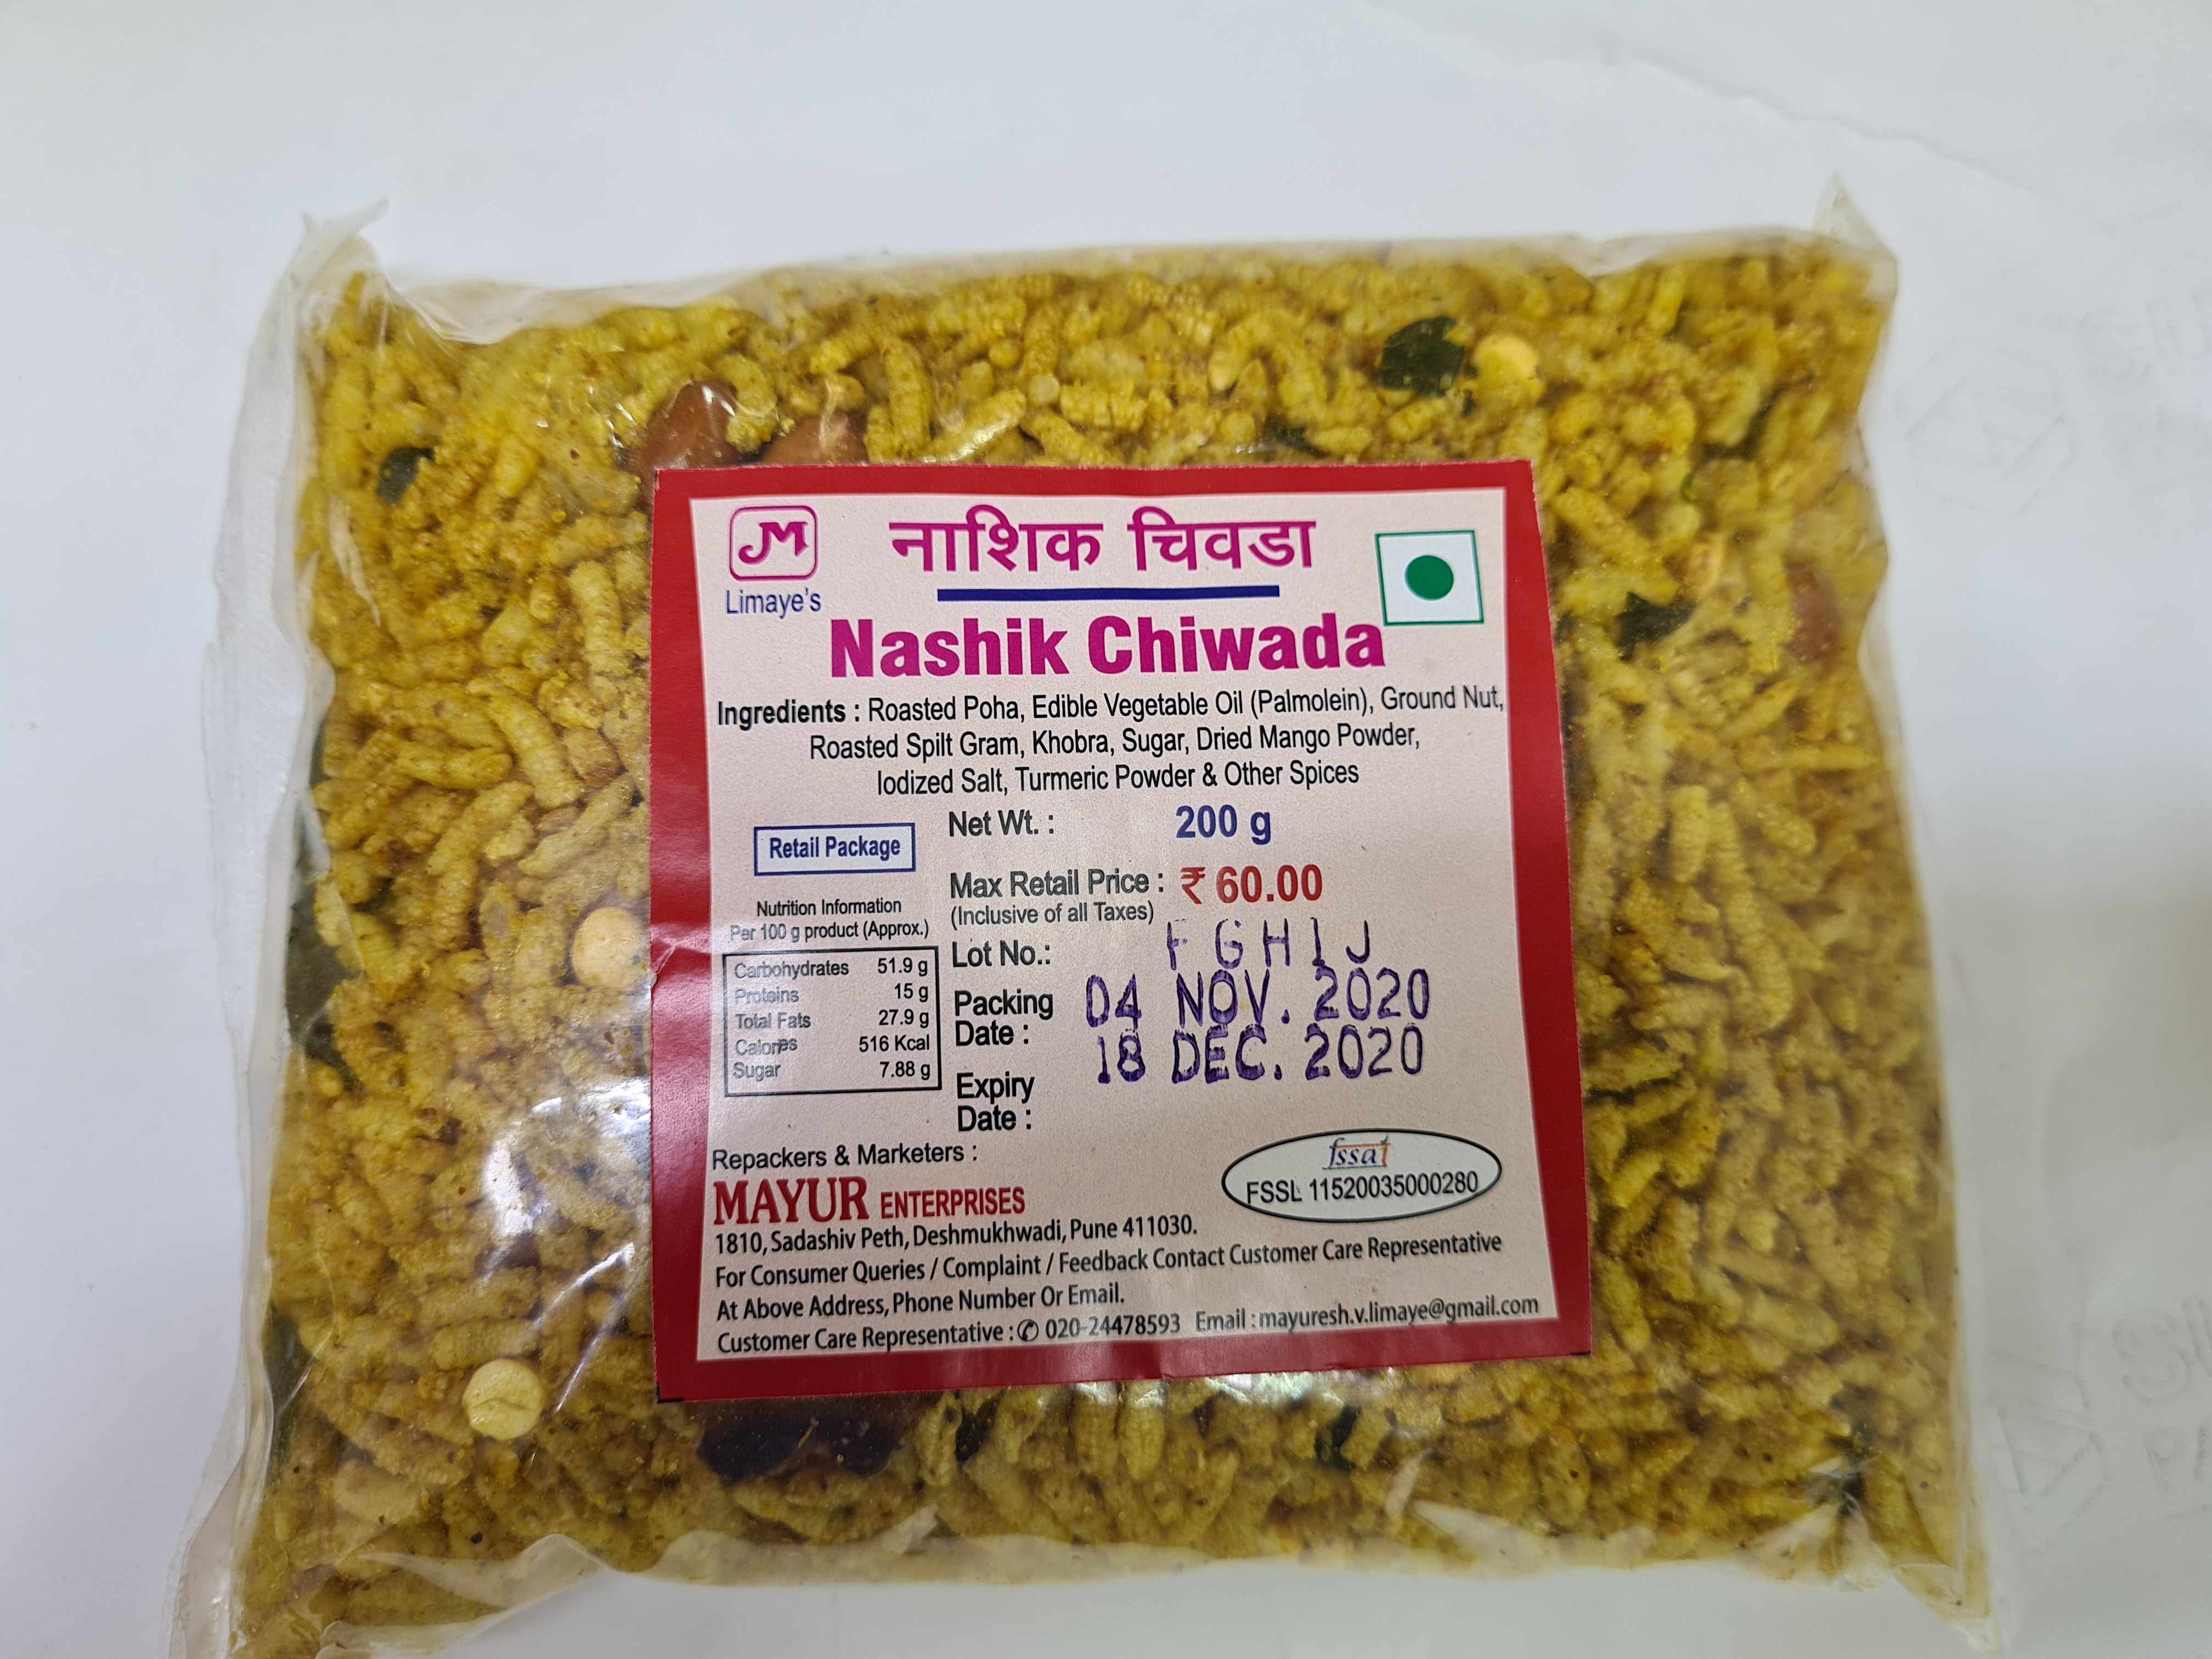 JM
Limaye's
नाशिक चिवडा
Nashik Chiwada
Ingredients : Roasted Poha, Edible Vegetable Oil (Palmolein), Ground Nut,
Roasted Spilt Gram, Khobra, Sugar, Dried Mango Powder,
Iodized Salt, Turmeric Powder & Other Spices
Retail Package
Nutrition Information
Per 100 g product (Approx.)
Carbohydrates 51.9 g
Proteins 15 g
Total Fats 27.9 g
Calories 516 Kcal
Sugar 7.88 g
Net Wt. : 200 g
Max Retail Price : ₹ 60.00
(Inclusive of all Taxes)
Lot No.: F G H I J
Packing Date : 04 NOV. 2020
Expiry Date : 18 DEC. 2020
Repackers & Marketers :
MAYUR ENTERPRISES
fssai
FSSL 11520035000280
1810, Sadashiv Peth, Deshmukhwadi, Pune 411030.
For Consumer Queries / Complaint / Feedback Contact Customer Care Representative
At Above Address, Phone Number Or Email.
Customer Care Representative : ✆ 020-24478593 Email : mayuresh.v.limaye@gmail.com